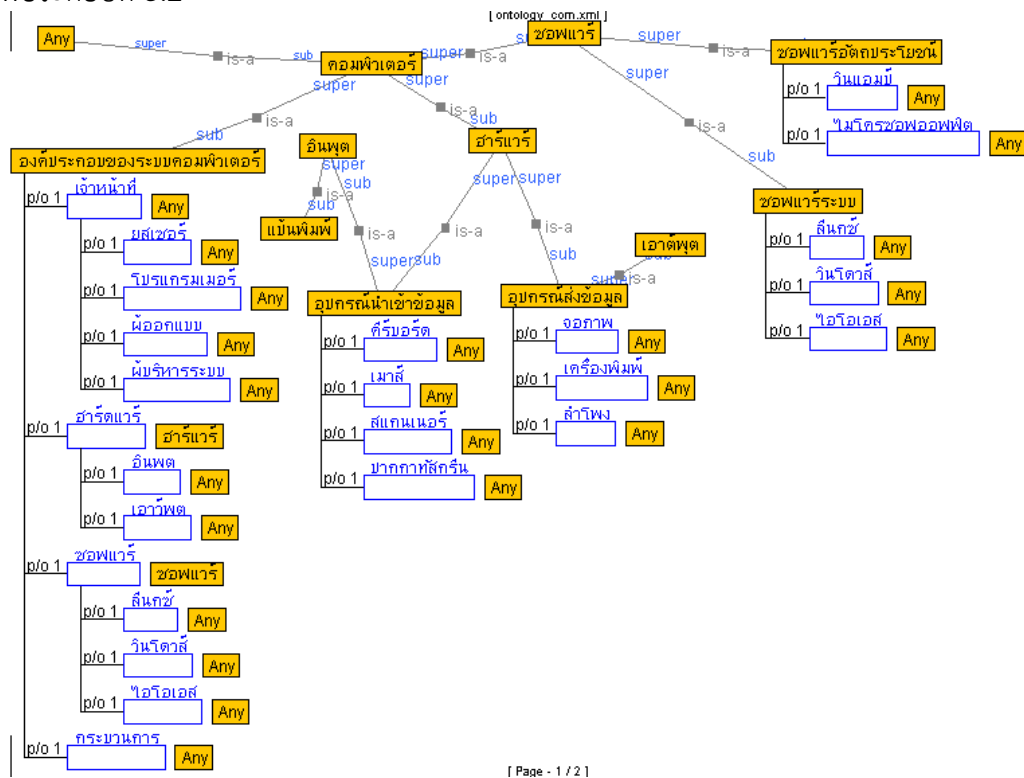 [ ontology_com.xml ]
Any
super
is-a
sub
คอมพิวเตอร์
super
is-a
ซอฟแวร์
super
is-a
ซอฟแวร์อัตถประโยชน์
p/o 1 วินแอมป์ Any
p/o 1 ไมโครซอฟออฟฟิต Any
super
is-a
sub
super
is-a
sub
super
is-a
sub
องค์ประกอบของระบบคอมพิวเตอร์
p/o 1 เจ้าหน้าที่ Any
p/o 1 ยูสเซอร์ Any
p/o 1 โปรแกรมเมอร์ Any
p/o 1 ผู้ออกแบบ Any
p/o 1 ผู้บริหารระบบ Any
p/o 1 ฮาร์ดแวร์ ฮาร์แวร์
p/o 1 อินพุต Any
p/o 1 เอาว์พุต Any
p/o 1 ซอฟแวร์ ซอฟแวร์
p/o 1 ลีนุกซ์ Any
p/o 1 วินโดวส์ Any
p/o 1 ไอโอเอส Any
p/o 1 กระบวนการ Any
อินพุต
super
sub
is-a
sub
แป้นพิมพ์
is-a
super
ฮาร์แวร์
super
super
is-a
sub
is-a
sub
อุปกรณ์นำเข้าข้อมูล
p/o 1 คีร์บอร์ด Any
p/o 1 เมาส์ Any
p/o 1 สแกนเนอร์ Any
p/o 1 ปากกาทัสกรีน Any
เอาต์พุต
super
is-a
อุปกรณ์ส่งข้อมูล
p/o 1 จอภาพ Any
p/o 1 เครื่องพิมพ์ Any
p/o 1 ลำโพง Any
ซอฟแวร์ระบบ
p/o 1 ลีนุกซ์ Any
p/o 1 วินโดวส์ Any
p/o 1 ไอโอเอส Any
[ Page - 1 / 2 ]